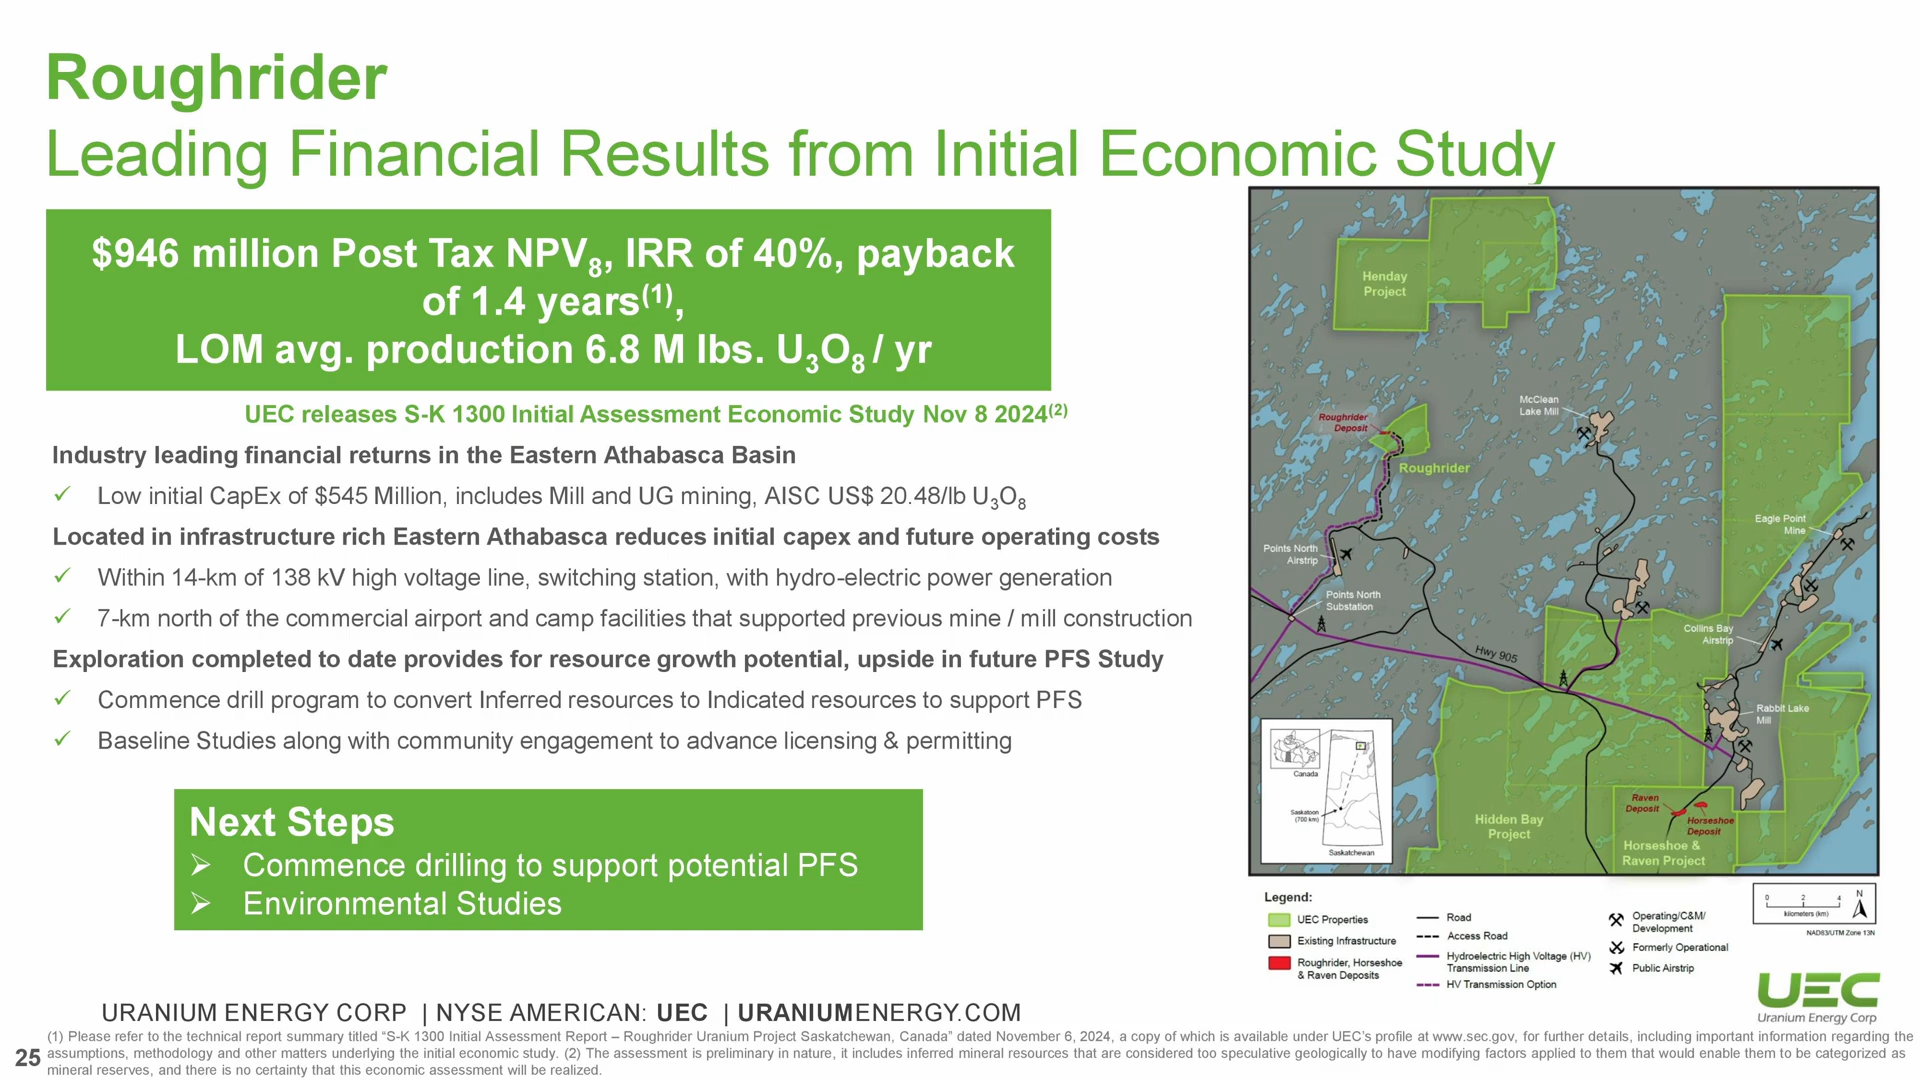 Roughrider
Leading Financial Results from Initial Economic Study
$946 million Post Tax NPV8, IRR of 40%, payback
of 1.4 years(1),
LOM avg. production 6.8 M lbs. U3O8 / yr
UEC releases S-K 1300 Initial Assessment Economic Study Nov 8 2024(2)
Industry leading financial returns in the Eastern Athabasca Basin
✓ Low initial CapEx of $545 Million, includes Mill and UG mining, AISC US$ 20.48/lb U3O8
Located in infrastructure rich Eastern Athabasca reduces initial capex and future operating costs
✓ Within 14-km of 138 kV high voltage line, switching station, with hydro-electric power generation
✓ 7-km north of the commercial airport and camp facilities that supported previous mine / mill construction
Exploration completed to date provides for resource growth potential, upside in future PFS Study
✓ Commence drill program to convert Inferred resources to Indicated resources to support PFS
✓ Baseline Studies along with community engagement to advance licensing & permitting
Next Steps
➢ Commence drilling to support potential PFS
➢ Environmental Studies
Henday
Project
McClean
Lake Mill
Roughrider
Deposit
Roughrider
Eagle Point
Mine
Points North
Airstrip
Points North
Substation
Collins Bay
Airstrip
Hwy 905
Rabbit Lake
Mill
Canada
Saskatoon
(700 km)
Saskatchewan
Raven
Deposit
Horseshoe
Deposit
Hidden Bay
Project
Horseshoe &
Raven Project
Legend:
UEC Properties
Existing Infrastructure
Roughrider, Horseshoe
& Raven Deposits
Road
Access Road
Hydroelectric High Voltage (HV)
Transmission Line
HV Transmission Option
Operating/C&M/
Development
Formerly Operational
Public Airstrip
0 2 4
kilometers (km)
N
NAD83/UTM Zone 13N
UEC
Uranium Energy Corp
URANIUM ENERGY CORP | NYSE AMERICAN: UEC | URANIUMENERGY.COM
(1) Please refer to the technical report summary titled “S-K 1300 Initial Assessment Report – Roughrider Uranium Project Saskatchewan, Canada” dated November 6, 2024, a copy of which is available under UEC’s profile at www.sec.gov, for further details, including important information regarding the
25 assumptions, methodology and other matters underlying the initial economic study. (2) The assessment is preliminary in nature, it includes inferred mineral resources that are considered too speculative geologically to have modifying factors applied to them that would enable them to be categorized as
mineral reserves, and there is no certainty that this economic assessment will be realized.